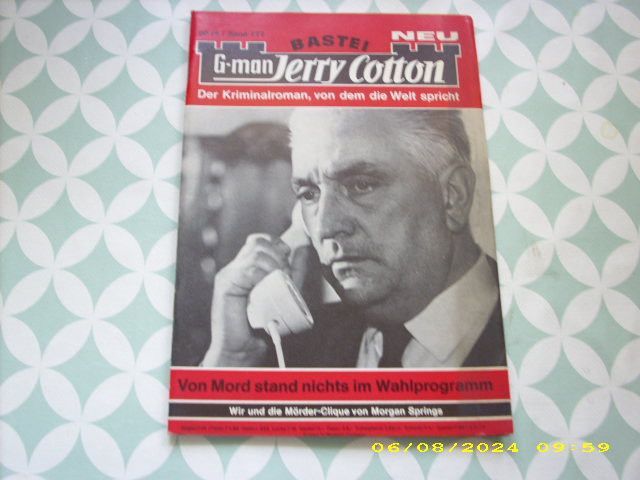 BASTEI
NEU
G-man Jerry Cotton
Der Kriminalroman, von dem die Welt spricht
Von Mord stand nichts im Wahlprogramm
Wir und die Mörder-Clique von Morgan Springs
06/08/2024 09:59